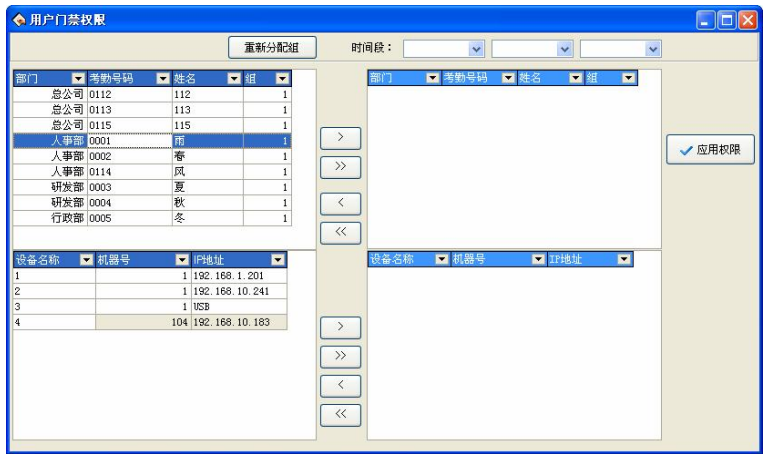 用户门禁权限
重新分配组 时间段：
部门 考勤号码 姓名 组
总公司 0112 112 1
总公司 0113 113 1
总公司 0115 115 1
人事部 0001 雨 1
人事部 0002 春 1
人事部 0114 风 1
研发部 0003 夏 1
研发部 0004 秋 1
行政部 0005 冬 1
>
>>
<
<<
部门 考勤号码 姓名 组
应用权限
设备名称 机器号 IP地址
1 1 192.168.1.201
2 1 192.168.10.241
3 1 USB
4 104 192.168.10.183
>
>>
<
<<
设备名称 机器号 IP地址